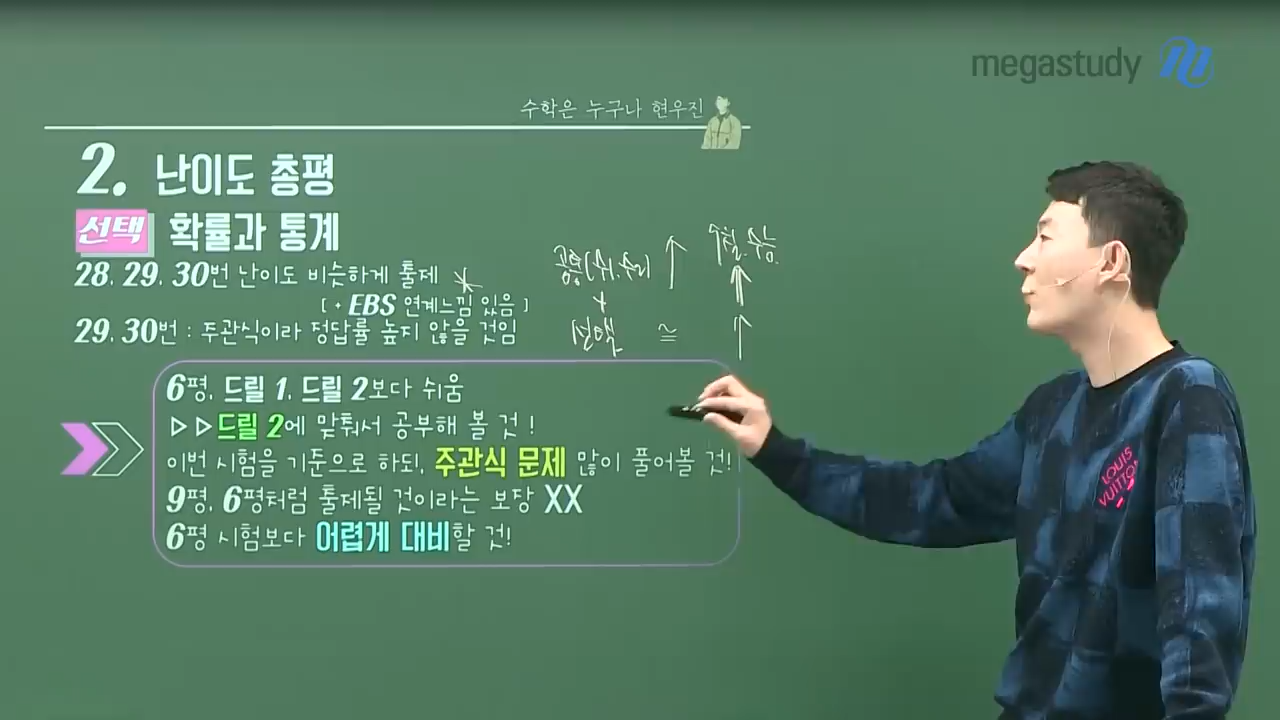 megastudy
수학은 누구나 현우진
2. 난이도 총평
선택 확률과 통계
28. 29. 30번 난이도 비슷하게 출제
[ + EBS 연계느낌 있음 ]
29. 30번 : 주관식이라 정답률 높지 않을 것임
선택 ≅
수능
6평, 드릴 1, 드릴 2보다 쉬움
▷▷드릴 2에 맞춰서 공부해 볼 것 !
이번 시험을 기준으로 하되, 주관식 문제 많이 풀어볼 것!
9평, 6평처럼 출제될 것이라는 보당 XX
6평 시험보다 어렵게 대비할 것!
LOUIS
VUITTON